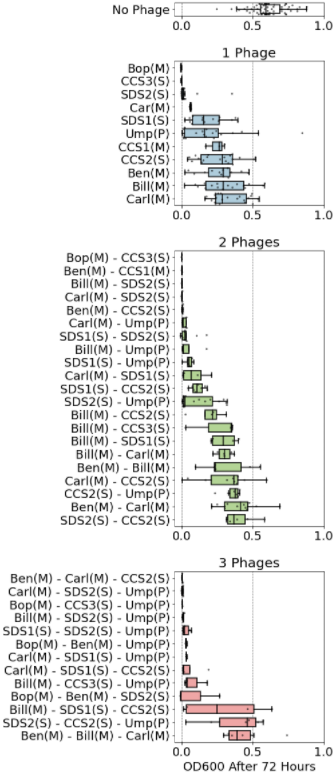 No Phage
0.0 0.5 1.0
1 Phage
Bop(M)
CCS3(S)
SDS2(S)
Car(M)
SDS1(S)
Ump(P)
CCS1(M)
CCS2(S)
Ben(M)
Bill(M)
Carl(M)
0.0 0.5 1.0
2 Phages
Bop(M) - CCS3(S)
Ben(M) - CCS1(M)
Bill(M) - SDS2(S)
Carl(M) - SDS2(S)
Ben(M) - CCS2(S)
Carl(M) - Ump(P)
SDS1(S) - SDS2(S)
Bill(M) - Ump(P)
SDS1(S) - Ump(P)
Carl(M) - SDS1(S)
SDS1(S) - CCS2(S)
SDS2(S) - Ump(P)
Bill(M) - CCS2(S)
Bill(M) - CCS3(S)
Bill(M) - SDS1(S)
Bill(M) - Carl(M)
Ben(M) - Bill(M)
Carl(M) - CCS2(S)
CCS2(S) - Ump(P)
Ben(M) - Carl(M)
SDS2(S) - CCS2(S)
0.0 0.5 1.0
3 Phages
Ben(M) - Carl(M) - CCS2(S)
Carl(M) - SDS2(S) - Ump(P)
Bop(M) - CCS3(S) - Ump(P)
Bill(M) - SDS2(S) - Ump(P)
SDS1(S) - SDS2(S) - Ump(P)
Bop(M) - Ben(M) - Ump(P)
Carl(M) - SDS1(S) - Ump(P)
Carl(M) - SDS1(S) - CCS2(S)
Bill(M) - CCS3(S) - Ump(P)
Bop(M) - Ben(M) - SDS2(S)
Bill(M) - SDS1(S) - CCS2(S)
SDS2(S) - CCS2(S) - Ump(P)
Ben(M) - Bill(M) - Carl(M)
0.0 0.5 1.0
OD600 After 72 Hours